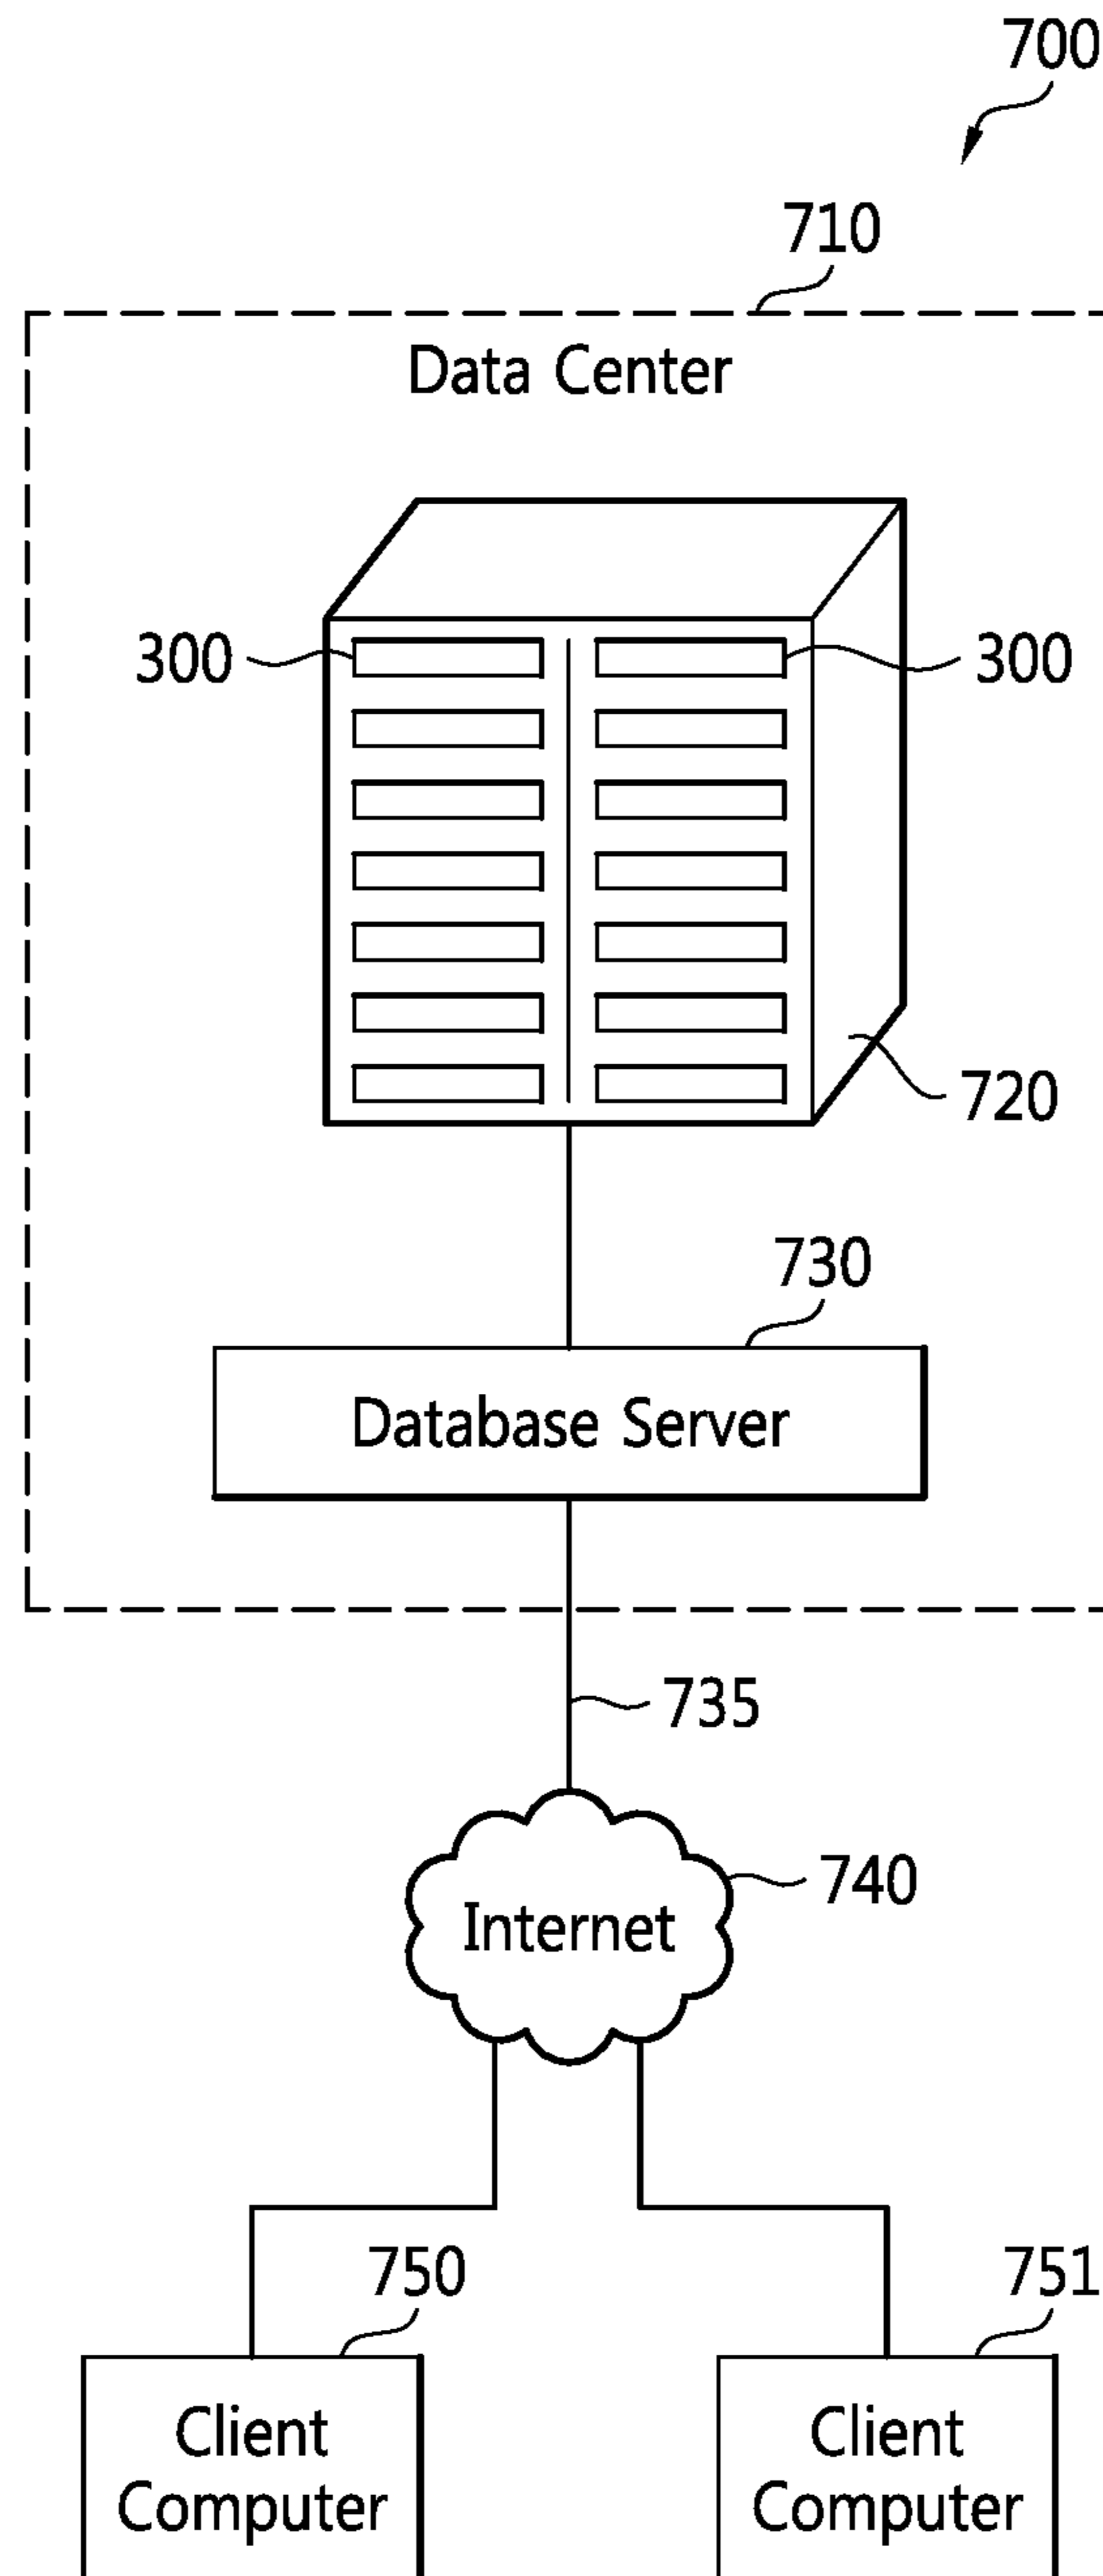 700
710
Data Center
300
300
720
730
Database Server
735
740
Internet
750
751
Client
Computer
Client
Computer